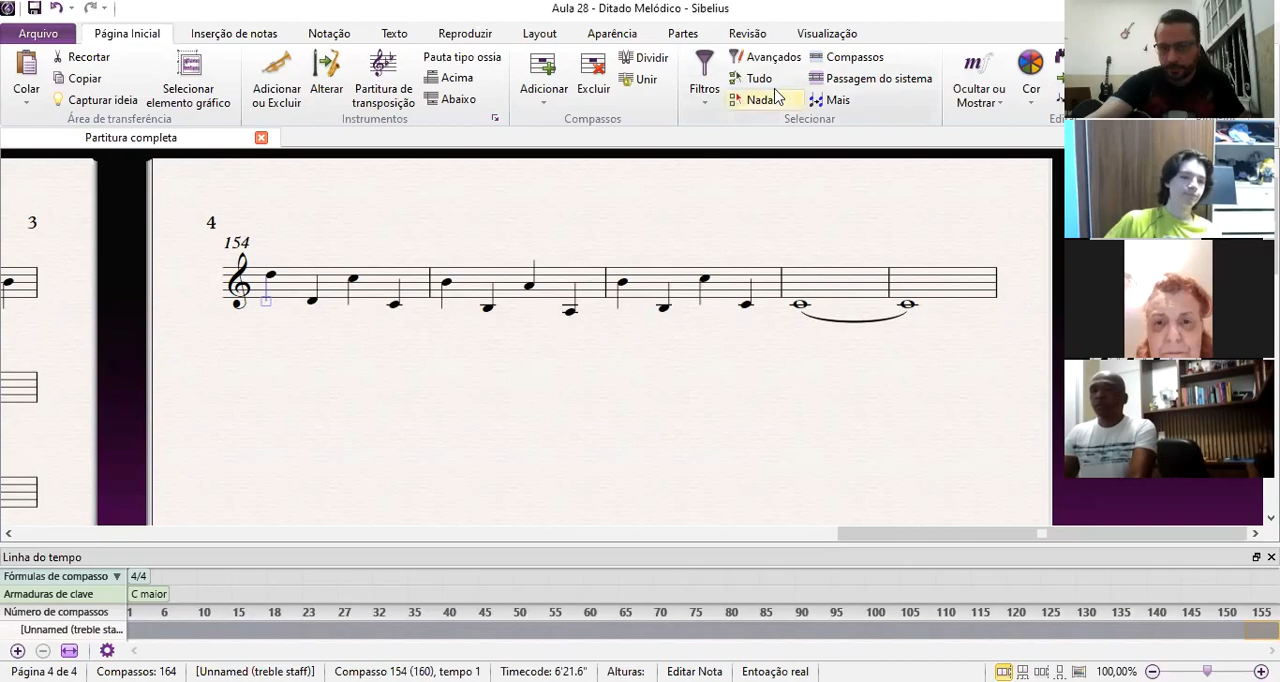 Aula 28 - Ditado Melódico - Sibelius
Arquivo Página Inicial Inserção de notas Notação Texto Reproduzir Layout Aparência Partes Revisão Visualização
Colar
Recortar
Copiar
Capturar ideia
Selecionar elemento gráfico
Área de transferência
Adicionar ou Excluir
Alterar
Partitura de transposição
Pauta tipo ossia
Acima
Abaixo
Instrumentos
Adicionar
Excluir
Dividir
Unir
Compassos
Filtros
Avançados
Tudo
Nada
Compassos
Passagem do sistema
Mais
Selecionar
Ocultar ou Mostrar
Cor
Partitura completa
3
4
154
Linha do tempo
Fórmulas de compasso 4/4
Armaduras de clave C maior
Número de compassos 1 6 10 14 18 23 27 32 36 40 45 50 55 60 65 70 75 80 85 90 95 100 105 110 115 120 125 130 135 140 145 150 155
[Unnamed (treble sta...
Página 4 de 4 Compassos: 164 [Unnamed (treble staff)] Compasso 154 (160), tempo 1 Timecode: 6'21.6" Alturas: Editar Nota Entoação real 100,00%